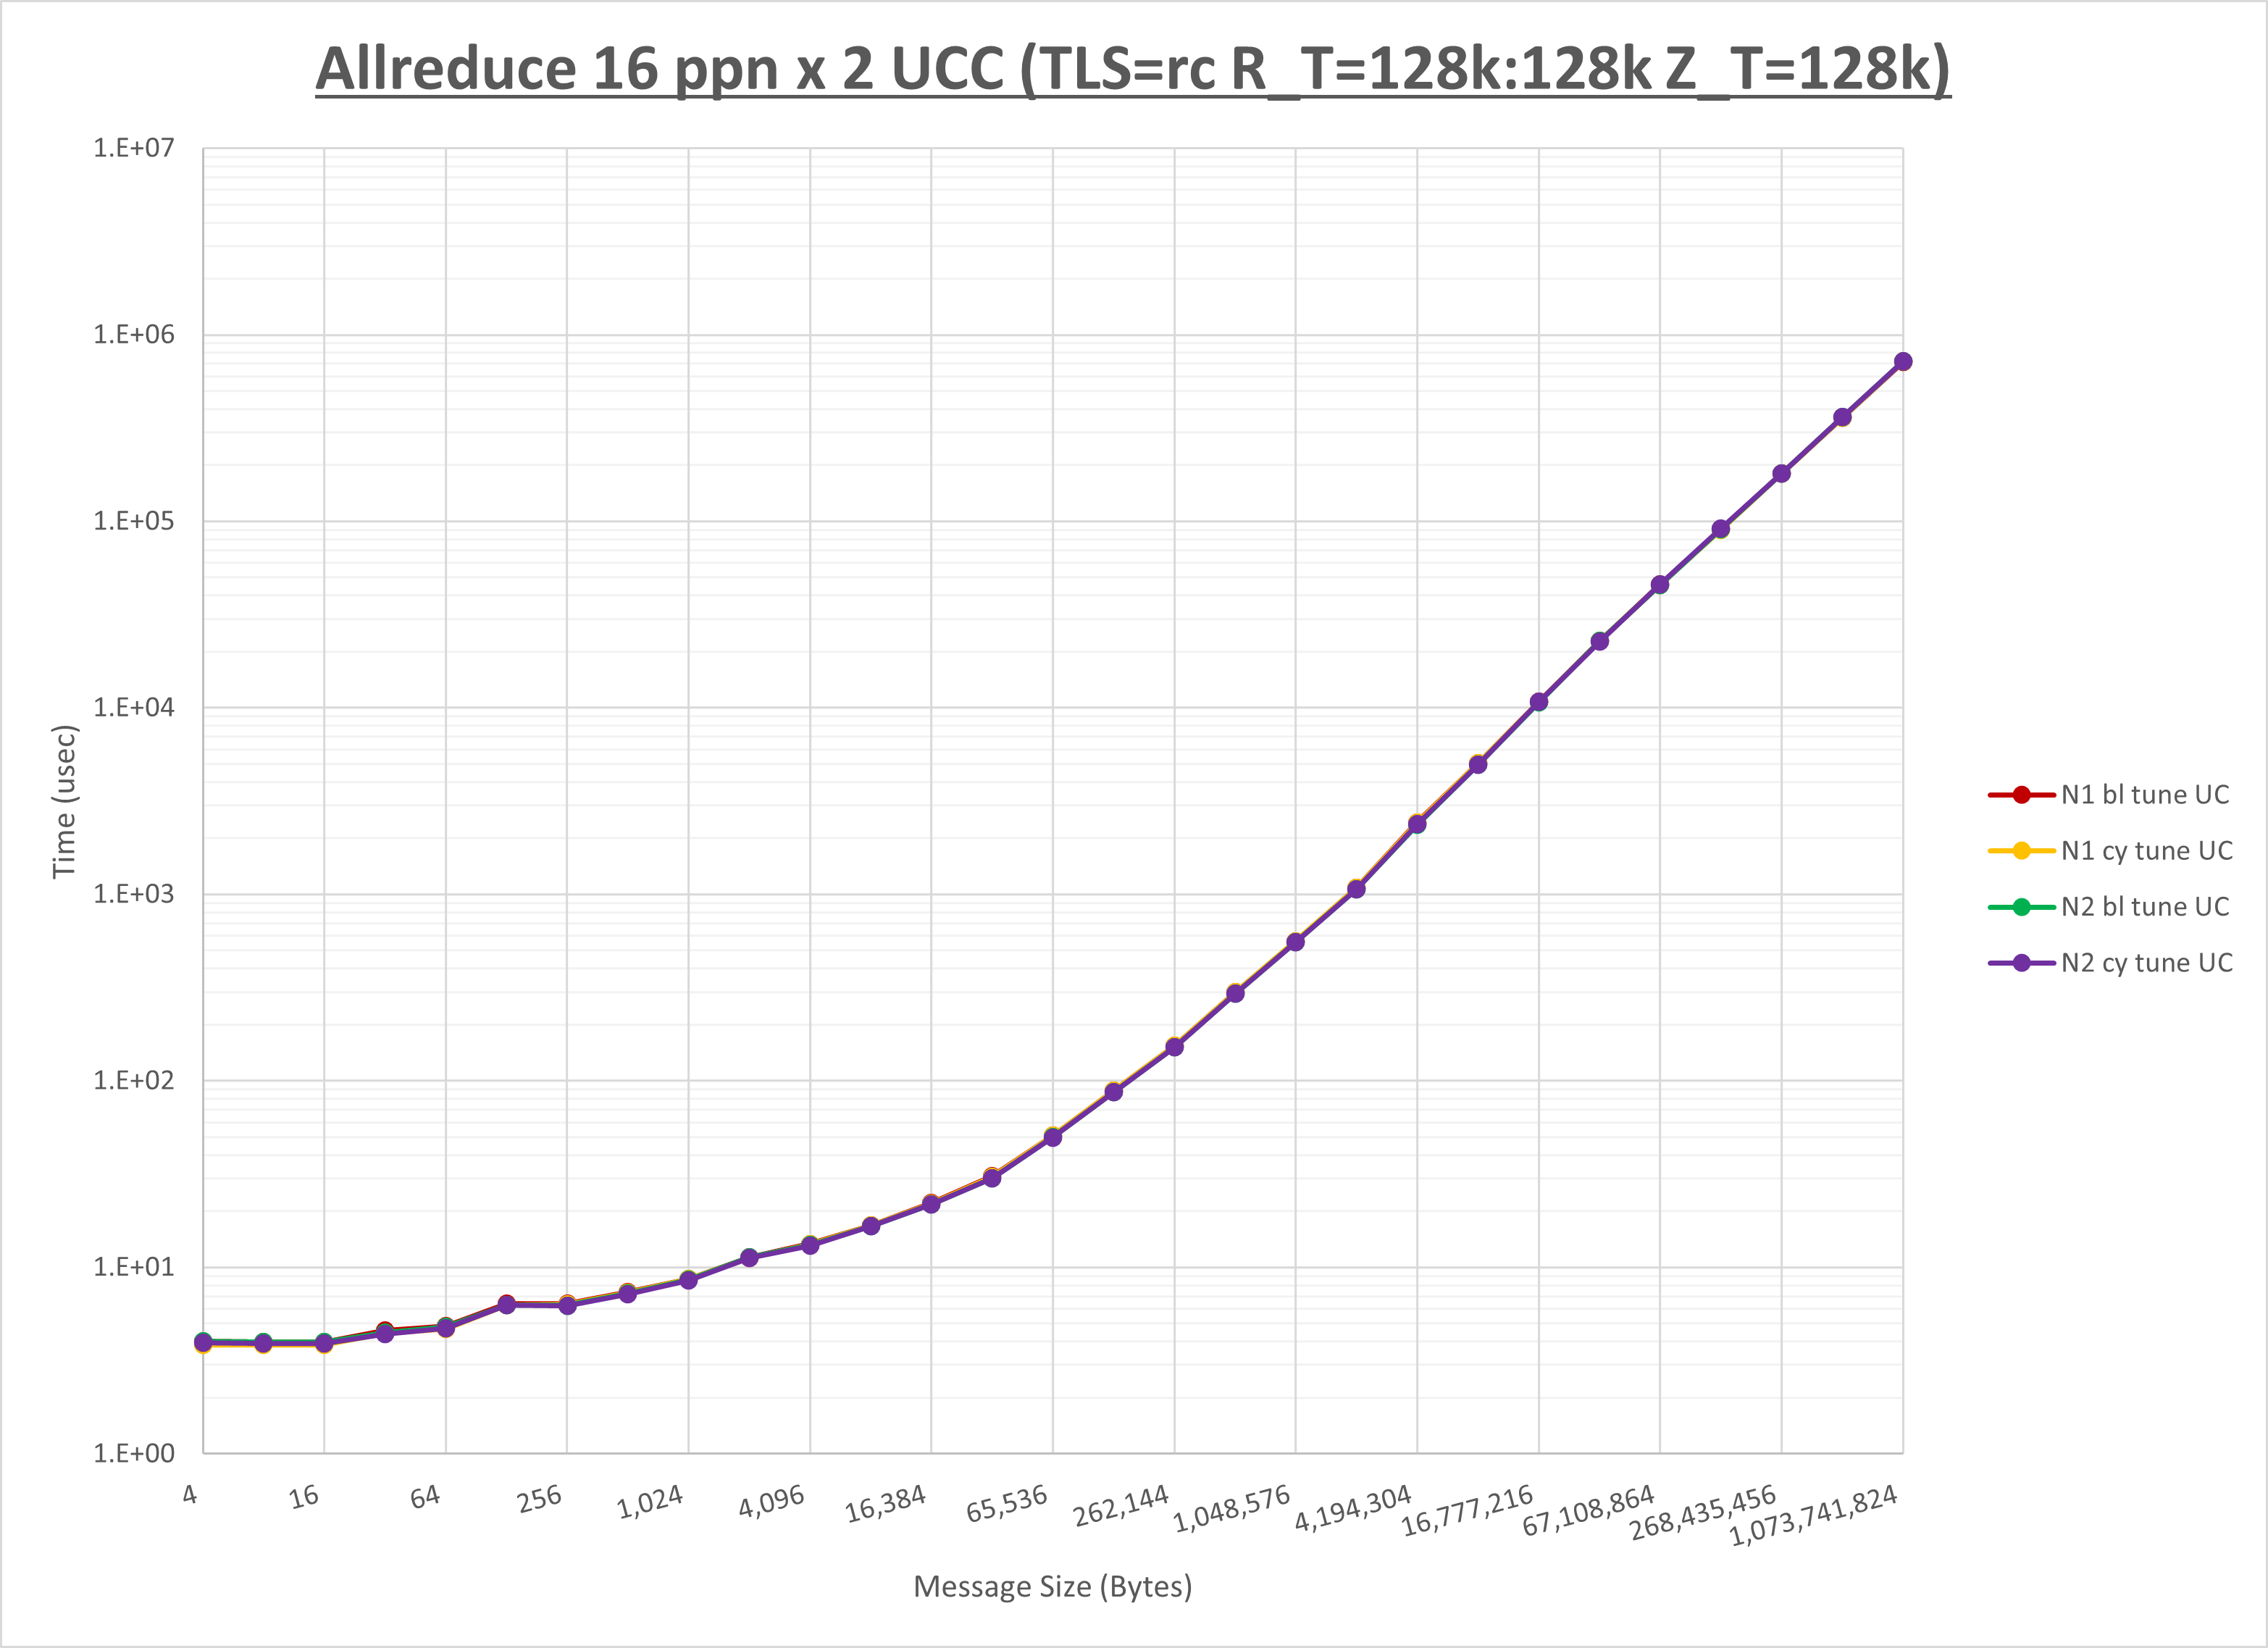 Allreduce 16 ppn x 2 UCC (TLS=rc R_T=128k:128k Z_T=128k)
1.E+07
1.E+06
1.E+05
1.E+04
1.E+03
1.E+02
1.E+01
1.E+00
Time (usec)
4
16
64
256
1,024
4,096
16,384
65,536
262,144
1,048,576
4,194,304
16,777,216
67,108,864
268,435,456
1,073,741,824
Message Size (Bytes)
N1 bl tune UC
N1 cy tune UC
N2 bl tune UC
N2 cy tune UC